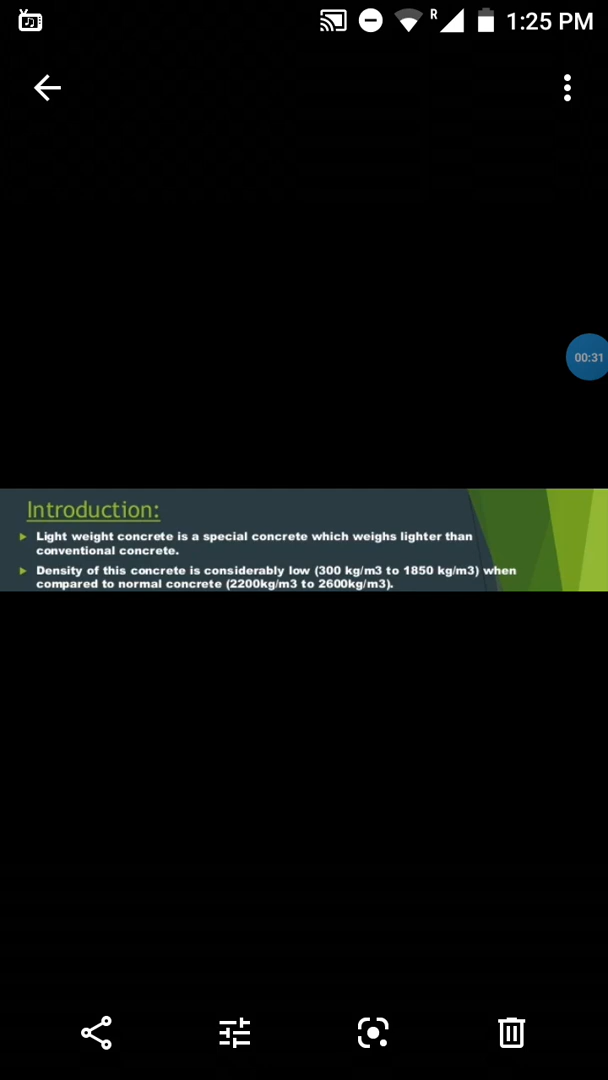 R
1:25 PM
00:31
Introduction:
Light weight concrete is a special concrete which weighs lighter than
conventional concrete.
Density of this concrete is considerably low (300 kg/m3 to 1850 kg/m3) when
compared to normal concrete (2200kg/m3 to 2600kg/m3).